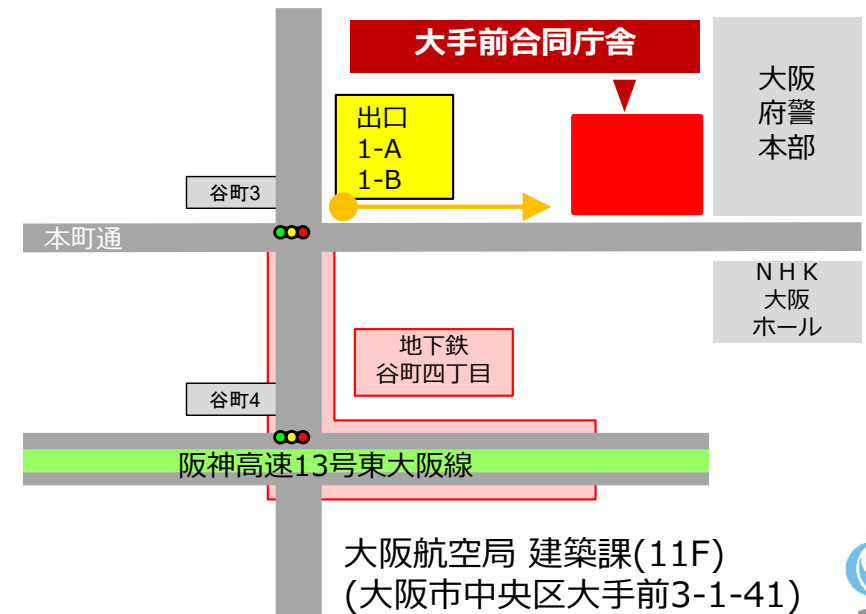 大手前合同庁舎
大阪
府警
本部
出口
1-A
1-B
谷町3
本町通
ＮＨＫ
大阪
ホール
地下鉄
谷町四丁目
谷町4
阪神高速13号東大阪線
大阪航空局 建築課(11F)
(大阪市中央区大手前3-1-41)